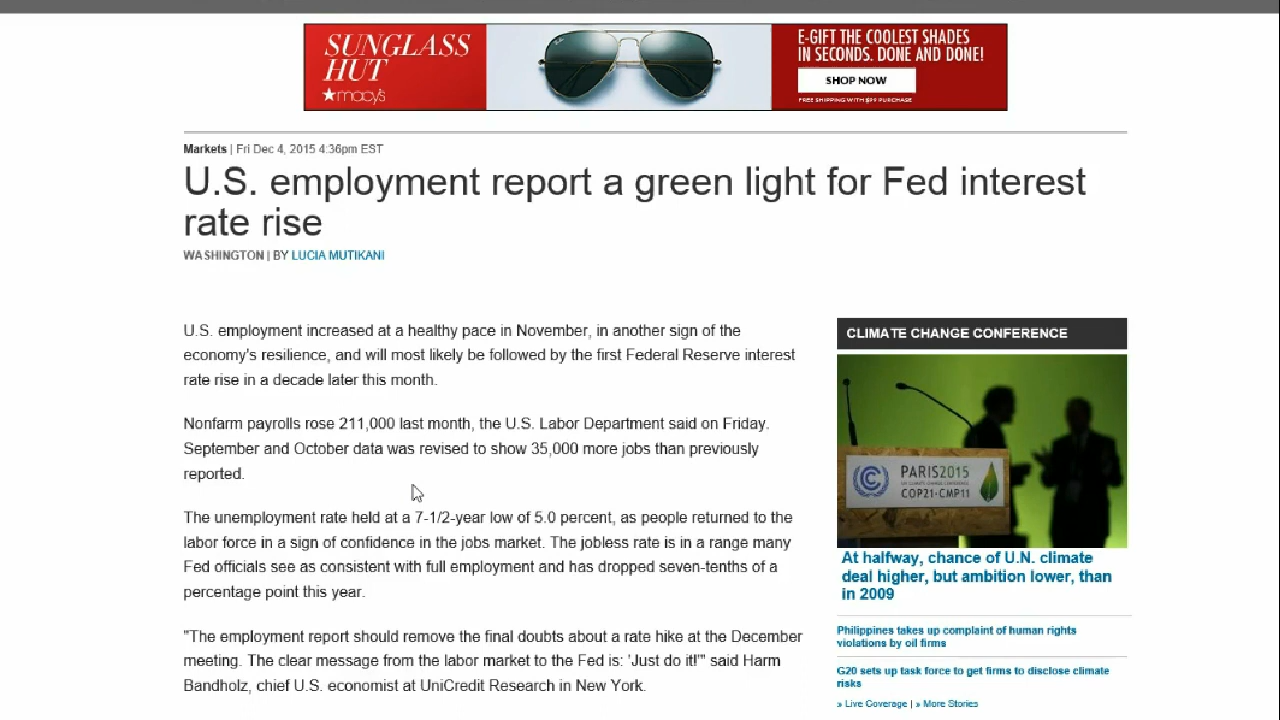 SUNGLASS
HUT
★macy's
E-GIFT THE COOLEST SHADES
IN SECONDS. DONE AND DONE!
SHOP NOW
FREE SHIPPING WITH $99 PURCHASE
Markets | Fri Dec 4, 2015 4:36pm EST
U.S. employment report a green light for Fed interest
rate rise
WASHINGTON | BY LUCIA MUTIKANI
U.S. employment increased at a healthy pace in November, in another sign of the
economy's resilience, and will most likely be followed by the first Federal Reserve interest
rate rise in a decade later this month.
Nonfarm payrolls rose 211,000 last month, the U.S. Labor Department said on Friday.
September and October data was revised to show 35,000 more jobs than previously
reported.
The unemployment rate held at a 7-1/2-year low of 5.0 percent, as people returned to the
labor force in a sign of confidence in the jobs market. The jobless rate is in a range many
Fed officials see as consistent with full employment and has dropped seven-tenths of a
percentage point this year.
"The employment report should remove the final doubts about a rate hike at the December
meeting. The clear message from the labor market to the Fed is: 'Just do it!'" said Harm
Bandholz, chief U.S. economist at UniCredit Research in New York.
CLIMATE CHANGE CONFERENCE
PARIS2015
COP21·CMP11
At halfway, chance of U.N. climate
deal higher, but ambition lower, than
in 2009
Philippines takes up complaint of human rights
violations by oil firms
G20 sets up task force to get firms to disclose climate
risks
» Live Coverage | » More Stories